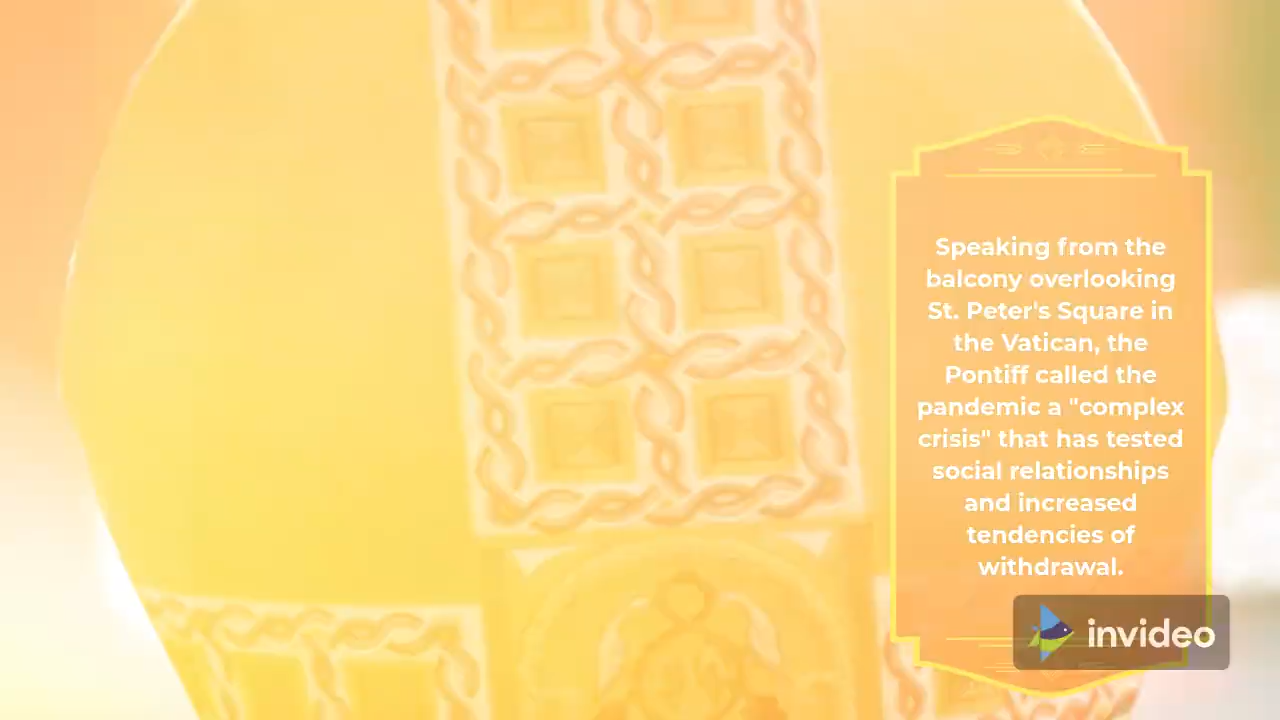 Speaking from the
balcony overlooking
St. Peter's Square in
the Vatican, the
Pontiff called the
pandemic a "complex
crisis" that has tested
social relationships
and increased
tendencies of
withdrawal.
invideo